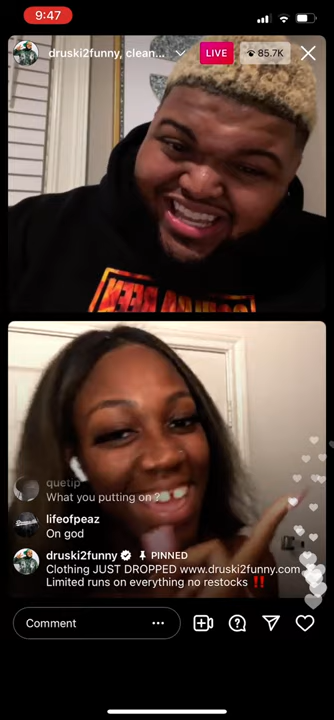 9:47
druski2funny, clean...
LIVE
85.7K
quetip
What you putting on ?
lifeofpeaz
On god
druski2funny PINNED
Clothing JUST DROPPED www.druski2funny.com
Limited runs on everything no restocks ‼️
Comment